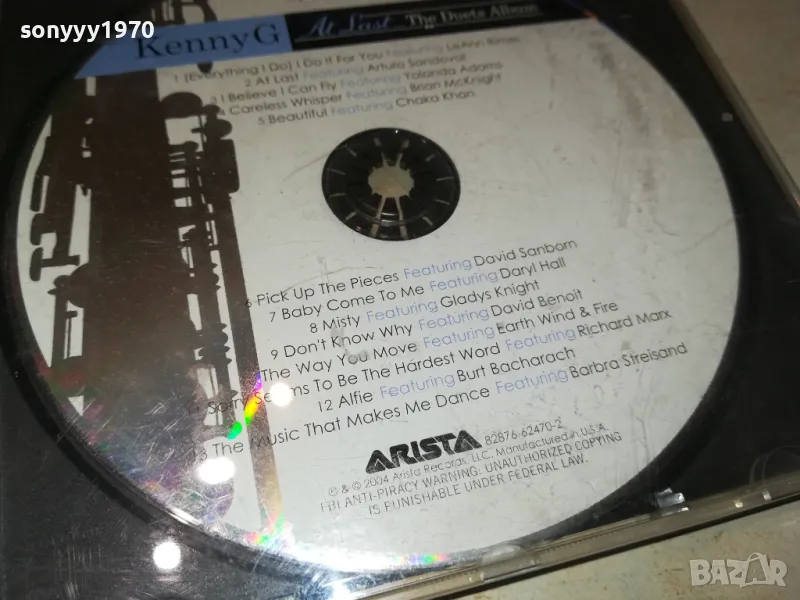 sonyyy1970
Kenny G At Last... The Duets Album
1 (Everything I Do) I Do It For You Featuring LeAnn Rimes
2 At Last Featuring Arturo Sandoval
3 I Believe I Can Fly Featuring Yolanda Adams
4 Careless Whisper Featuring Brian McKnight
5 Beautiful Featuring Chaka Khan
6 Pick Up The Pieces Featuring David Sanborn
7 Baby Come To Me Featuring Daryl Hall
8 Misty Featuring Gladys Knight
9 Don't Know Why Featuring David Benoit
The Way You Move Featuring Earth Wind & Fire
Sorry Seems To Be The Hardest Word Featuring Richard Marx
12 Alfie Featuring Burt Bacharach
13 The Music That Makes Me Dance Featuring Barbra Streisand
ARISTA 82876-62470-2
℗ & © 2004 Arista Records, LLC. Manufactured in U.S.A.
FBI ANTI-PIRACY WARNING: UNAUTHORIZED COPYING
IS PUNISHABLE UNDER FEDERAL LAW.
BAZAR